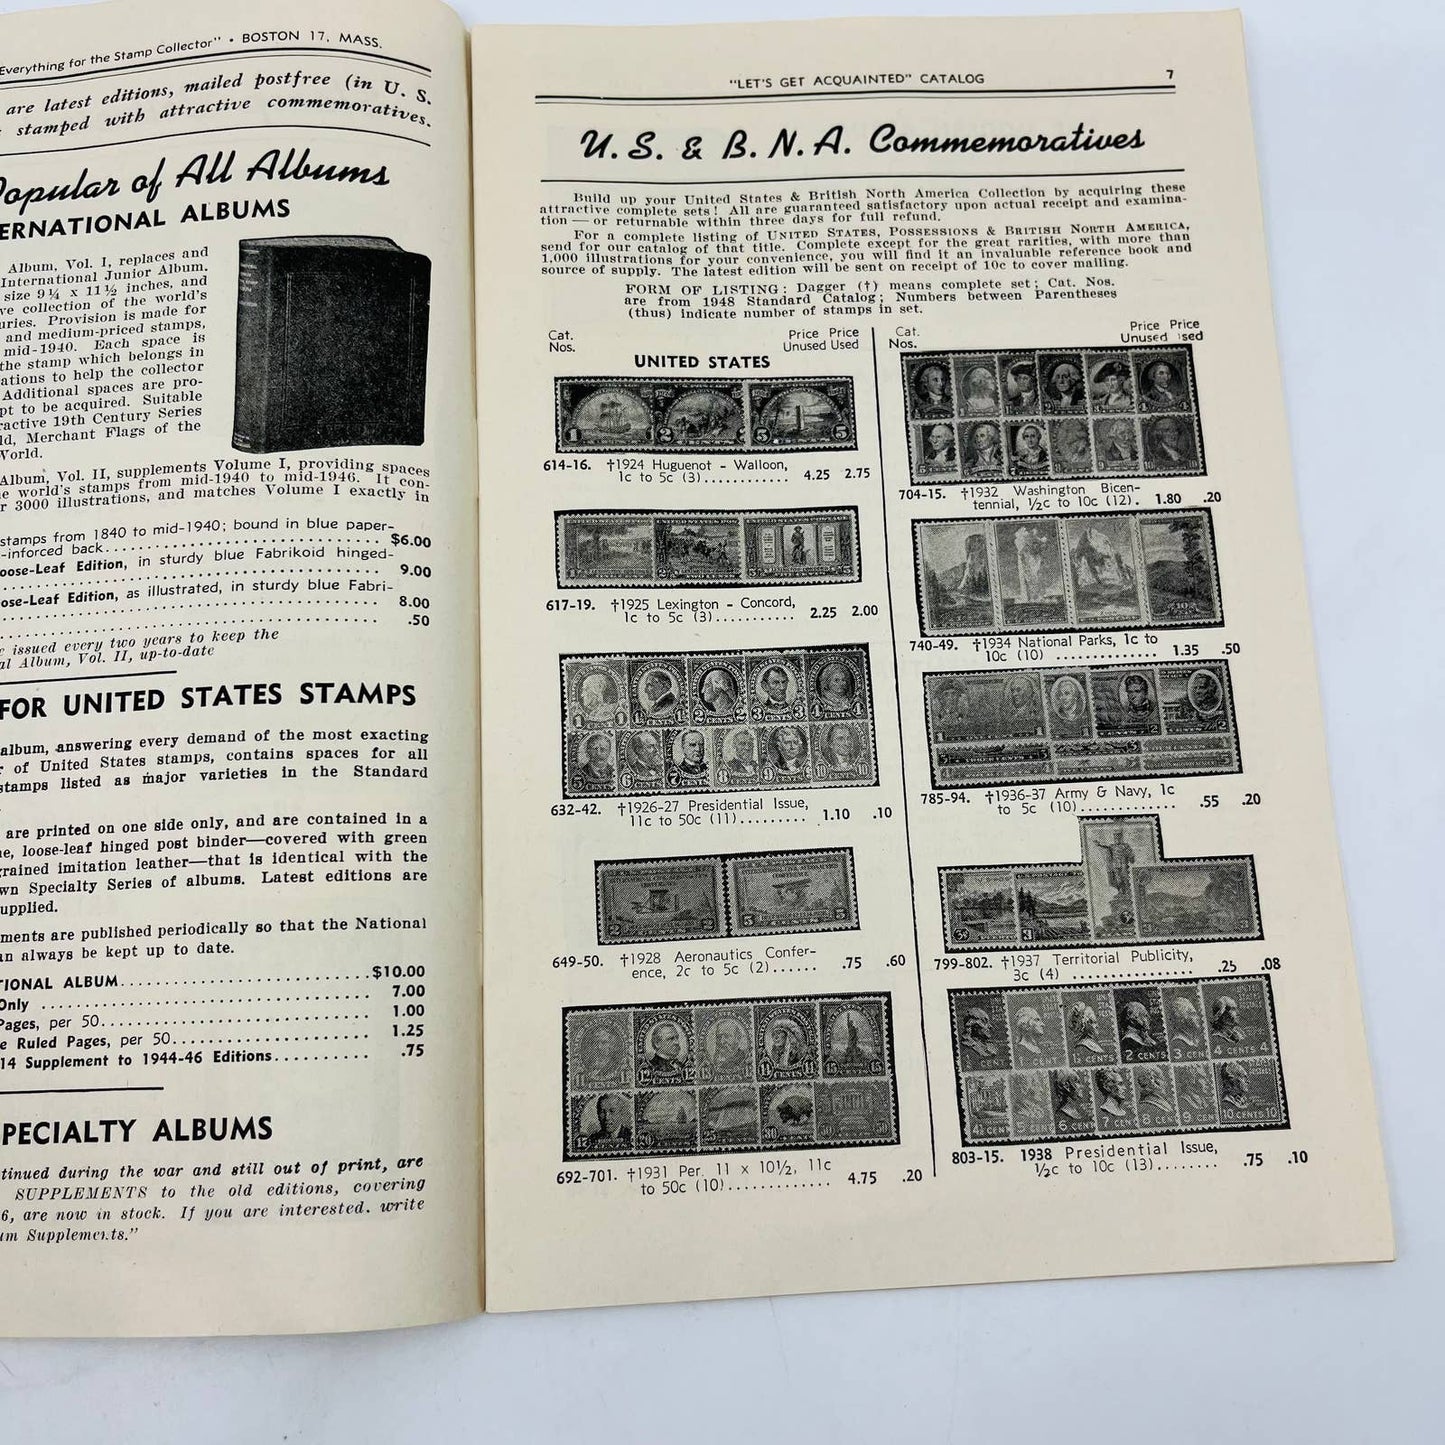 Everything for the Stamp Collector" • BOSTON 17, MASS.
are latest editions, mailed postfree (in U. S.
stamped with attractive commemoratives.
Popular of All Albums
ERNATIONAL ALBUMS
Album, Vol. I, replaces and
International Junior Album.
size 9¼ x 11½ inches, and
ve collection of the world's
uries. Provision is made for
and medium-priced stamps,
mid-1940. Each space is
the stamp which belongs in
ations to help the collector
Additional spaces are pro-
pt to be acquired. Suitable
ractive 19th Century Series
ld, Merchant Flags of the
World.
Album, Vol. II, supplements Volume I, providing spaces
e world's stamps from mid-1940 to mid-1946. It con-
r 3000 illustrations, and matches Volume I exactly in
stamps from 1840 to mid-1940; bound in blue paper-
-inforced back.......................... $6.00
oose-Leaf Edition, in sturdy blue Fabrikoid hinged-
.......................... 9.00
ose-Leaf Edition, as illustrated, in sturdy blue Fabri-
.......................... 8.00
.......................... .50
r issued every two years to keep the
al Album, Vol. II, up-to-date
FOR UNITED STATES STAMPS
album, answering every demand of the most exacting
r of United States stamps, contains spaces for all
stamps listed as major varieties in the Standard
are printed on one side only, and are contained in a
ne, loose-leaf hinged post binder—covered with green
grained imitation leather—that is identical with the
own Specialty Series of albums. Latest editions are
supplied.
ments are published periodically so that the National
an always be kept up to date.
TIONAL ALBUM..........................$10.00
Only .......................... 7.00
Pages, per 50.......................... 1.00
e Ruled Pages, per 50.................. 1.25
14 Supplement to 1944-46 Editions.......... .75
PECIALTY ALBUMS
ntinued during the war and still out of print, are
SUPPLEMENTS to the old editions, covering
6, are now in stock. If you are interested. write
um Supplements."
"LET'S GET ACQUAINTED" CATALOG 7
U. S. & B. N. A. Commemoratives
Build up your United States & British North America Collection by acquiring these
attractive complete sets! All are guaranteed satisfactory upon actual receipt and examina-
tion — or returnable within three days for full refund.
For a complete listing of UNITED STATES, POSSESSIONS & BRITISH NORTH AMERICA,
send for our catalog of that title. Complete except for the great rarities, with more than
1,000 illustrations for your convenience, you will find it an invaluable reference book and
source of supply. The latest edition will be sent on receipt of 10c to cover mailing.
FORM OF LISTING: Dagger (†) means complete set; Cat. Nos.
are from 1948 Standard Catalog; Numbers between Parentheses
(thus) indicate number of stamps in set.
Cat. Price Price
Nos. Unused Used
UNITED STATES
614-16. †1924 Huguenot - Walloon,
1c to 5c (3)............ 4.25 2.75
617-19. †1925 Lexington - Concord,
1c to 5c (3)........... 2.25 2.00
632-42. †1926-27 Presidential Issue,
11c to 50c (11)......... 1.10 .10
649-50. †1928 Aeronautics Confer-
ence, 2c to 5c (2)...... .75 .60
692-701. †1931 Per. 11 x 10½, 11c
to 50c (10)............. 4.75 .20
Cat. Price Price
Nos. Unused sed
704-15. †1932 Washington Bicen-
tennial, ½c to 10c (12). 1.80 .20
740-49. †1934 National Parks, 1c to
10c (10) .............. 1.35 .50
785-94. †1936-37 Army & Navy, 1c
to 5c (10)............. .55 .20
799-802. †1937 Territorial Publicity,
3c (4) ................ .25 .08
803-15. 1938 Presidential Issue,
½c to 10c (13)........ .75 .10